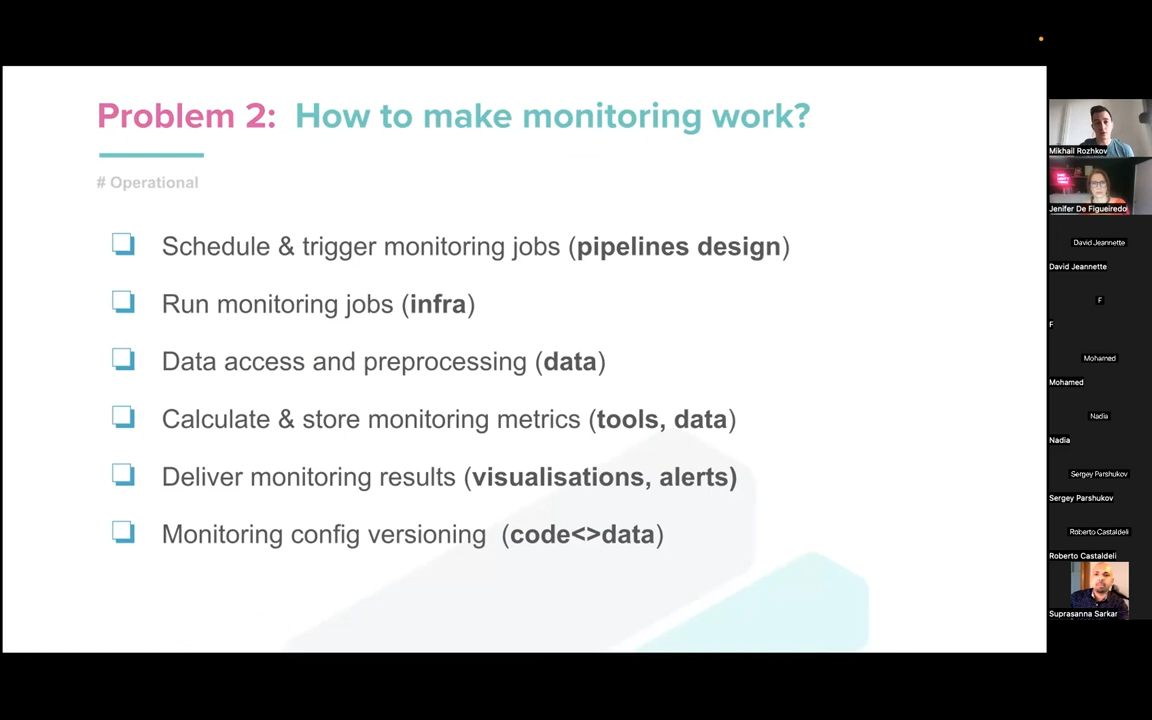 Problem 2: How to make monitoring work?
# Operational
Schedule & trigger monitoring jobs (pipelines design)
Run monitoring jobs (infra)
Data access and preprocessing (data)
Calculate & store monitoring metrics (tools, data)
Deliver monitoring results (visualisations, alerts)
Monitoring config versioning (code<>data)
Mikhail Rozhkov
Jenifer De Figueiredo
David Jeannette
David Jeannette
F
F
Mohamed
Mohamed
Nadia
Nadia
Sergey Parshukov
Sergey Parshukov
Roberto Castaldeli
Roberto Castaldeli
Suprasanna Sarkar